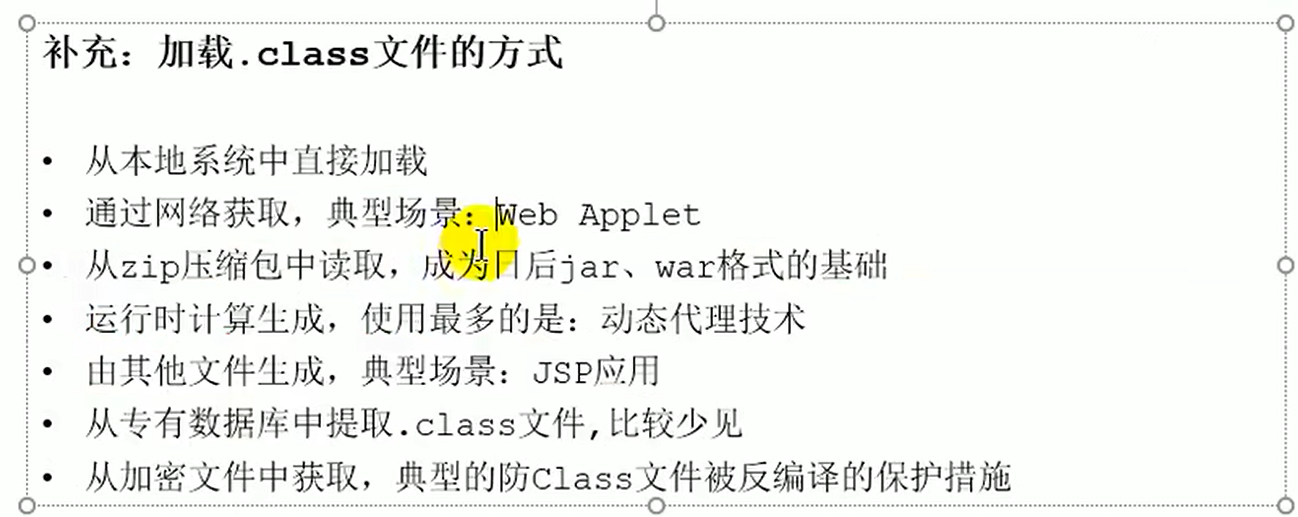 补充：加载.class文件的方式
• 从本地系统中直接加载
• 通过网络获取，典型场景：Web Applet
• 从zip压缩包中读取，成为日后jar、war格式的基础
• 运行时计算生成，使用最多的是：动态代理技术
• 由其他文件生成，典型场景：JSP应用
• 从专有数据库中提取.class文件,比较少见
• 从加密文件中获取，典型的防Class文件被反编译的保护措施